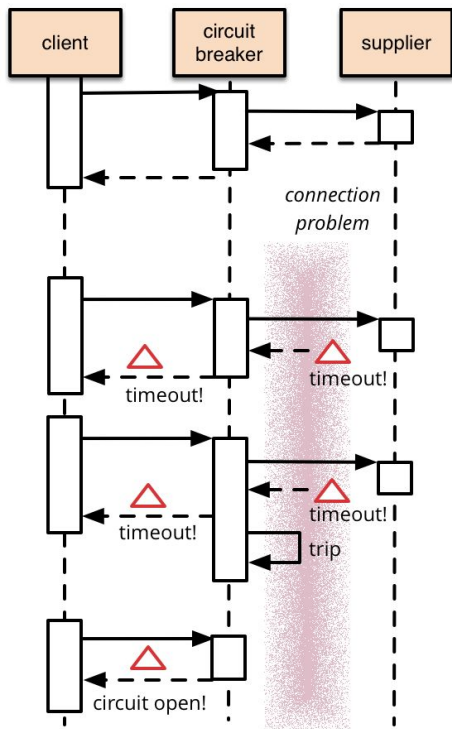 client
circuit
breaker
supplier
connection
problem
timeout!
timeout!
timeout!
timeout!
trip
circuit open!